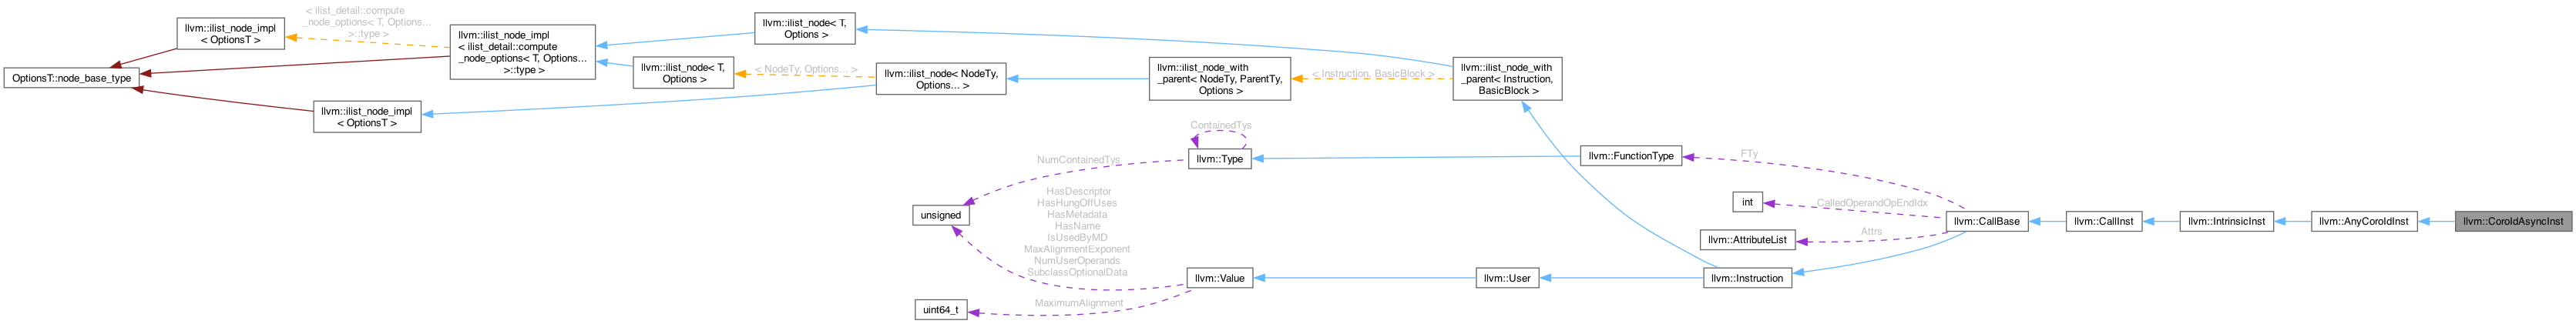 < ilist_detail::compute
_node_options< T, Options...
>::type >
llvm::ilist_node_impl
< OptionsT >
OptionsT::node_base_type
llvm::ilist_node_impl
< ilist_detail::compute
_node_options< T, Options...
>::type >
llvm::ilist_node_impl
< OptionsT >
llvm::ilist_node< T,
Options >
llvm::ilist_node< T,
Options >
< NodeTy, Options... >
llvm::ilist_node< NodeTy,
Options... >
llvm::ilist_node_with
_parent< NodeTy, ParentTy,
Options >
< Instruction, BasicBlock >
llvm::ilist_node_with
_parent< Instruction,
BasicBlock >
ContainedTys
llvm::Type
NumContainedTys
unsigned
HasDescriptor
HasHungOffUses
HasMetadata
HasName
IsUsedByMD
MaxAlignmentExponent
NumUserOperands
SubclassOptionalData
llvm::Value
MaximumAlignment
uint64_t
llvm::User
llvm::FunctionType
FTy
int
CalledOperandOpEndIdx
llvm::AttributeList
Attrs
llvm::Instruction
llvm::CallBase
llvm::CallInst
llvm::IntrinsicInst
llvm::AnyCoroIdInst
llvm::CoroIdAsyncInst